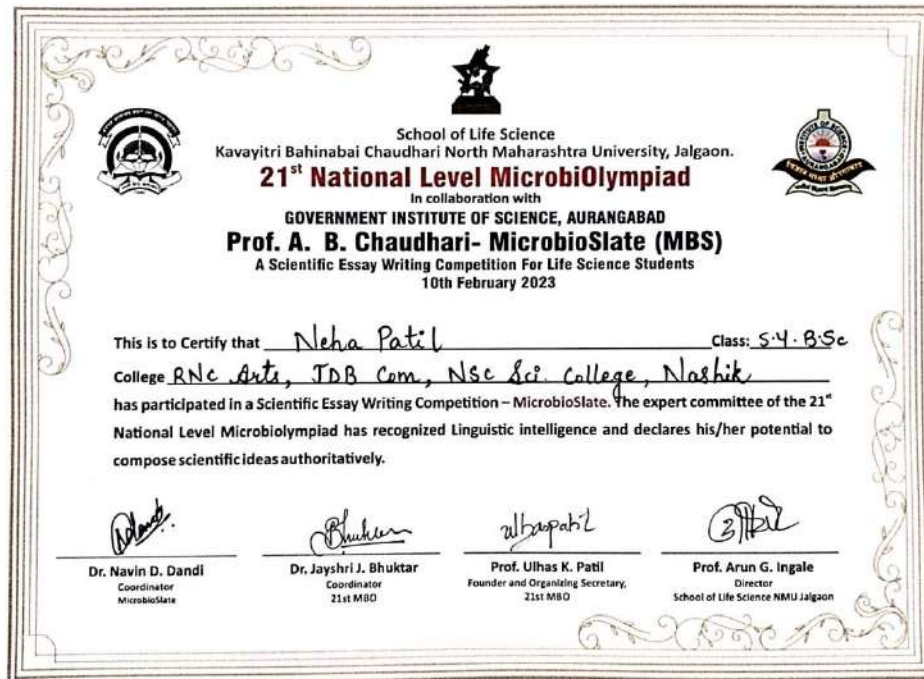 School of Life Science
Kavayitri Bahinabai Chaudhari North Maharashtra University, Jalgaon.
21st National Level MicrobiOlympiad
In collaboration with
GOVERNMENT INSTITUTE OF SCIENCE, AURANGABAD
Prof. A. B. Chaudhari- MicrobioSlate (MBS)
A Scientific Essay Writing Competition For Life Science Students
10th February 2023
This is to Certify that Neha Patil Class: S.Y.B.Sc
College RNC Arts, JDB Com, NSC Sci. College, Nashik
has participated in a Scientific Essay Writing Competition – MicrobioSlate. The expert committee of the 21st
National Level Microbiolympiad has recognized Linguistic intelligence and declares his/her potential to
compose scientific ideas authoritatively.
Dr. Navin D. Dandi
Coordinator
MicrobioSlate
Dr. Jayshri J. Bhuktar
Coordinator
21st MBO
Prof. Ulhas K. Patil
Founder and Organizing Secretary,
21st MBO
Prof. Arun G. Ingale
Director
School of Life Science NMU Jalgaon